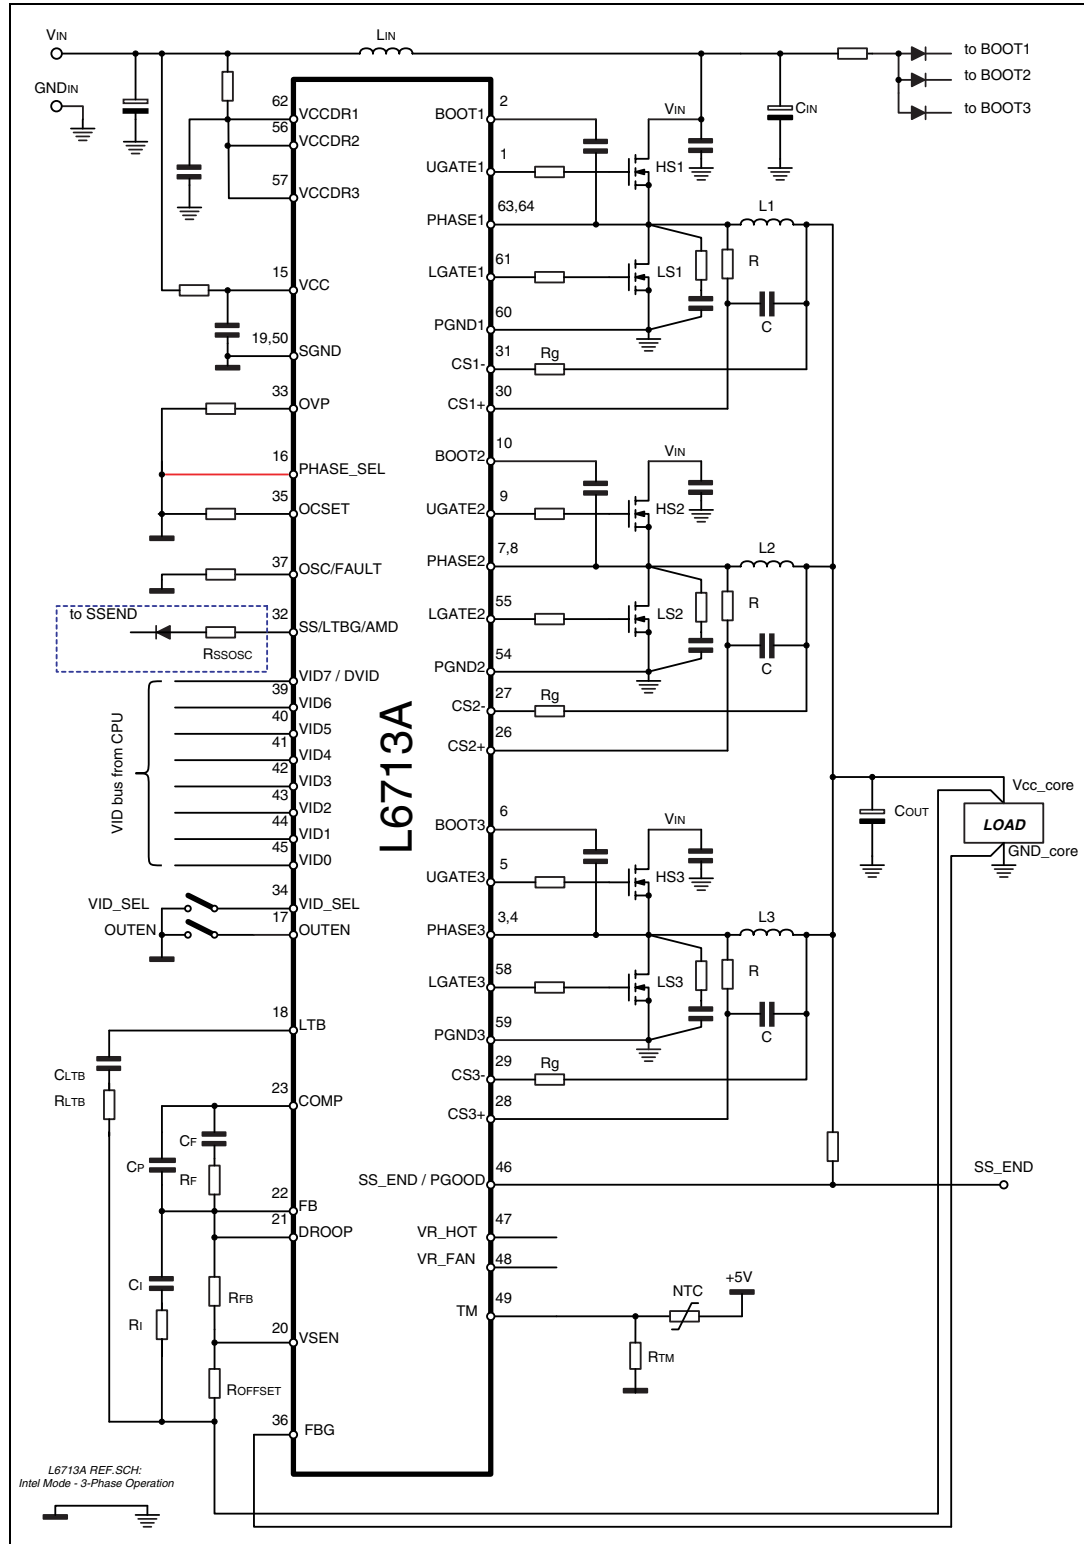 VIN
LIN
to BOOT1
to BOOT2
to BOOT3
GNDIN
CIN
62
VCCDR1
56
VCCDR2
57
VCCDR3
15
VCC
19,50
SGND
33
OVP
16
PHASE_SEL
35
OCSET
37
OSC/FAULT
to SSEND
32
SS/LTBG/AMD
RSSOSC
VID7 / DVID
39
VID6
40
VID5
41
VID4
42
VID3
43
VID2
44
VID1
45
VID0
VID bus from CPU
34
VID_SEL
VID_SEL
17
OUTEN
OUTEN
18
LTB
CLTB
RLTB
23
COMP
CF
CP
RF
22
FB
21
DROOP
CI
RFB
RI
20
VSEN
ROFFSET
36
FBG
L6713A
2
BOOT1
VIN
1
UGATE1
HS1
63,64
PHASE1
L1
61
LGATE1
LS1
R
C
60
PGND1
31
CS1-
Rg
30
CS1+
10
BOOT2
VIN
9
UGATE2
HS2
7,8
PHASE2
L2
55
LGATE2
LS2
R
C
54
PGND2
27
CS2-
Rg
26
CS2+
6
BOOT3
VIN
5
UGATE3
HS3
3,4
PHASE3
L3
58
LGATE3
LS3
R
C
59
PGND3
29
CS3-
Rg
28
CS3+
COUT
Vcc_core
LOAD
GND_core
46
SS_END / PGOOD
SS_END
47
VR_HOT
48
VR_FAN
49
TM
NTC
+5V
RTM
L6713A REF.SCH:
Intel Mode - 3-Phase Operation